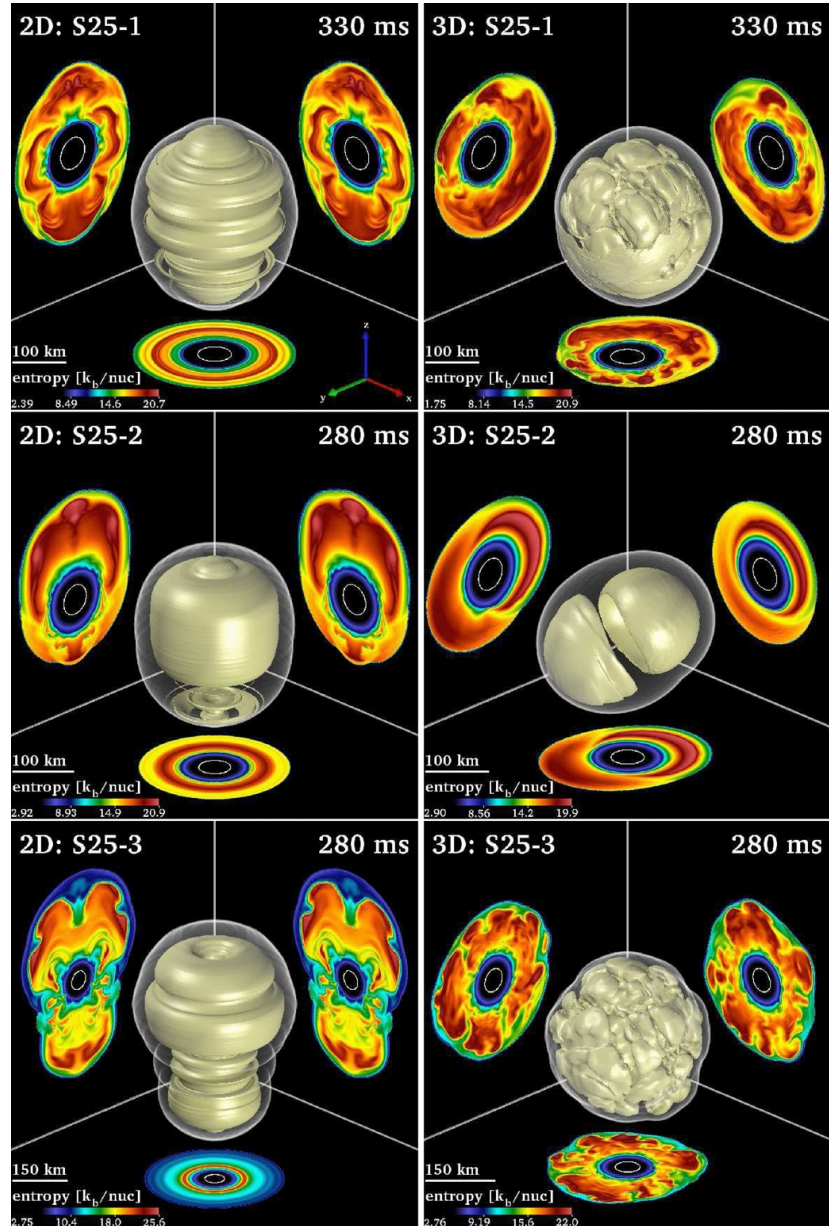 2D: S25-1 330 ms
z
y x
100 km
entropy [k_b/nuc]
2.39 8.49 14.6 20.7
3D: S25-1 330 ms
100 km
entropy [k_b/nuc]
1.75 8.14 14.5 20.9
2D: S25-2 280 ms
100 km
entropy [k_b/nuc]
2.92 8.93 14.9 20.9
3D: S25-2 280 ms
100 km
entropy [k_b/nuc]
2.90 8.56 14.2 19.9
2D: S25-3 280 ms
150 km
entropy [k_b/nuc]
2.75 10.4 18.0 25.6
3D: S25-3 280 ms
150 km
entropy [k_b/nuc]
2.76 9.19 15.6 22.0